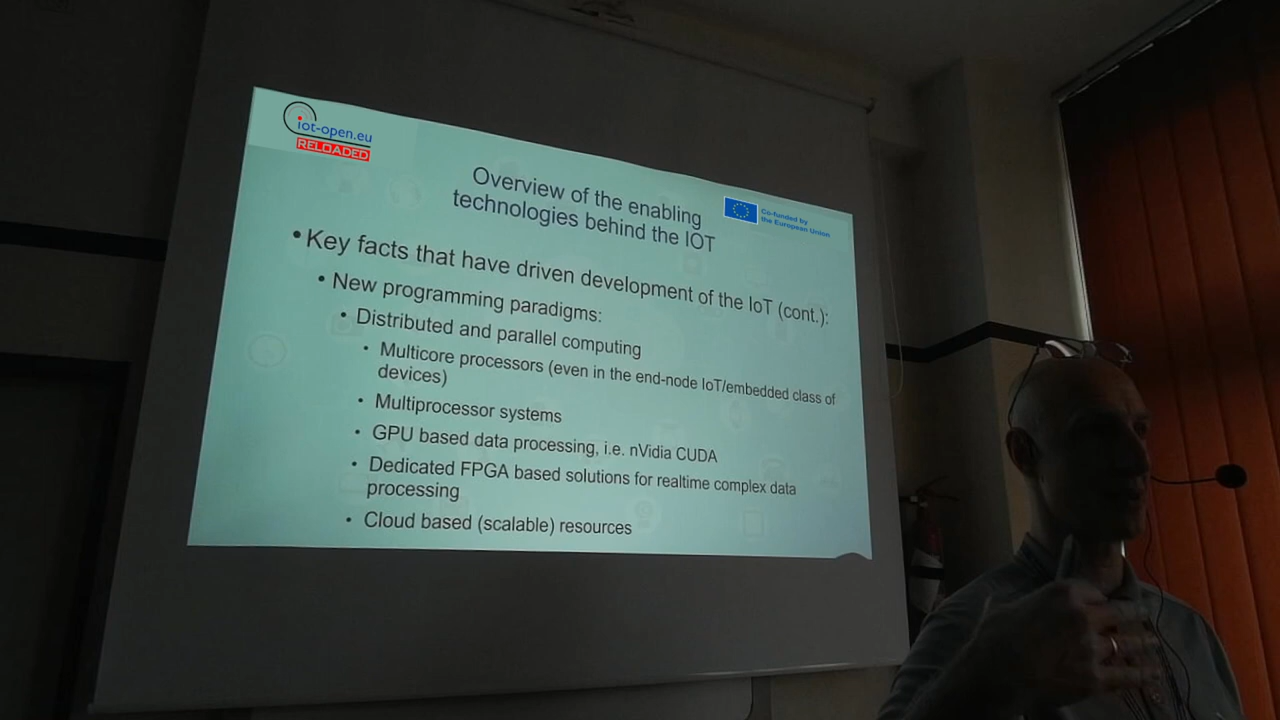 iot-open.eu
RELOADED
Overview of the enabling
technologies behind the IOT
Co-funded by
the European Union
• Key facts that have driven development of the IoT (cont.):
• New programming paradigms:
• Distributed and parallel computing
• Multicore processors (even in the end-node IoT/embedded class of
devices)
• Multiprocessor systems
• GPU based data processing, i.e. nVidia CUDA
• Dedicated FPGA based solutions for realtime complex data
processing
• Cloud based (scalable) resources